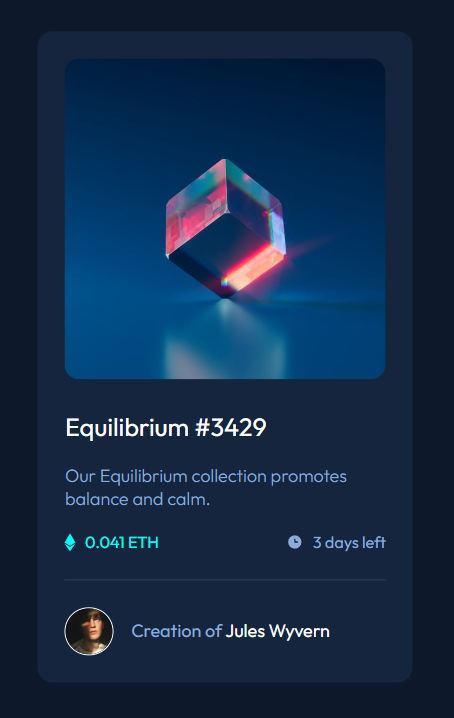 Equilibrium #3429
Our Equilibrium collection promotes
balance and calm.
0.041 ETH
3 days left
Creation of Jules Wyvern